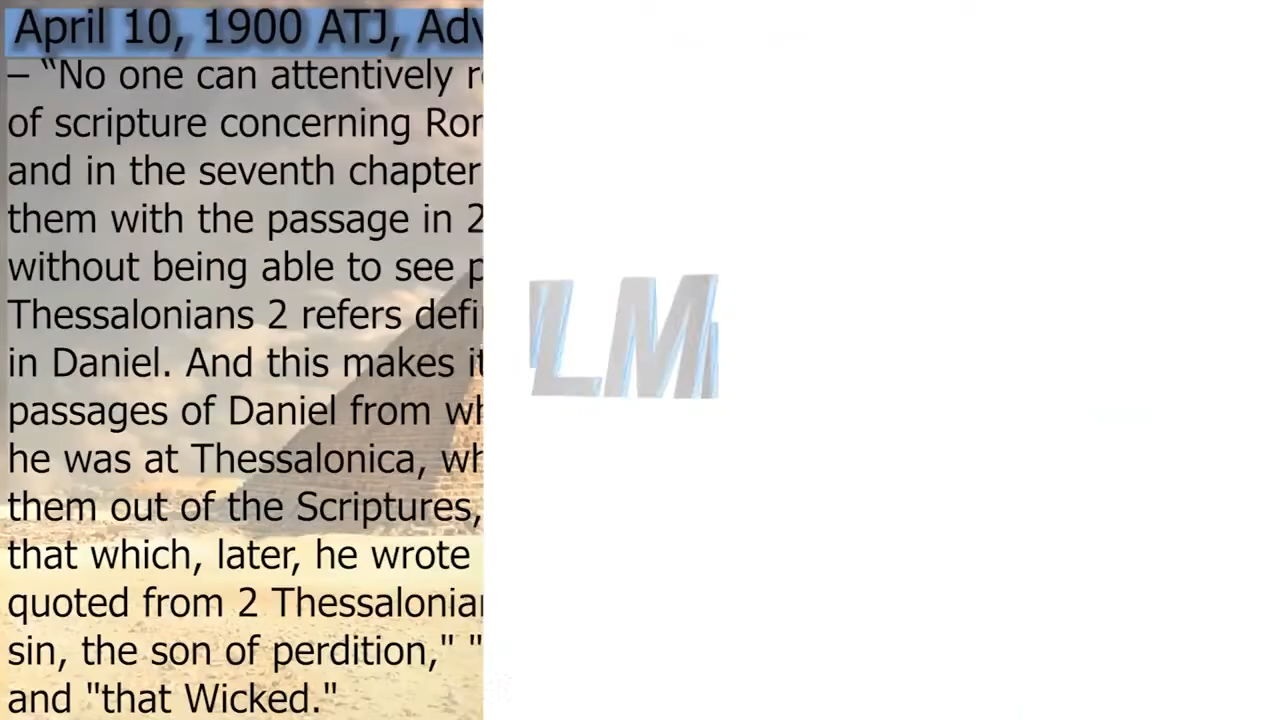 April 10, 1900 ATJ, Adv
– “No one can attentively r
of scripture concerning Ror
and in the seventh chapter
them with the passage in 2
without being able to see p
Thessalonians 2 refers defi
in Daniel. And this makes it
passages of Daniel from wh
he was at Thessalonica, wh
them out of the Scriptures,
that which, later, he wrote
quoted from 2 Thessalonian
sin, the son of perdition," "
and "that Wicked."
LM